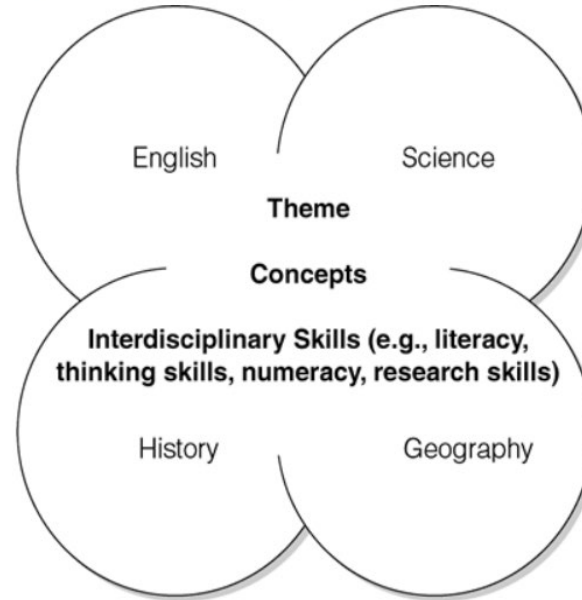 English
Science
Theme
Concepts
Interdisciplinary Skills (e.g., literacy,
thinking skills, numeracy, research skills)
History
Geography